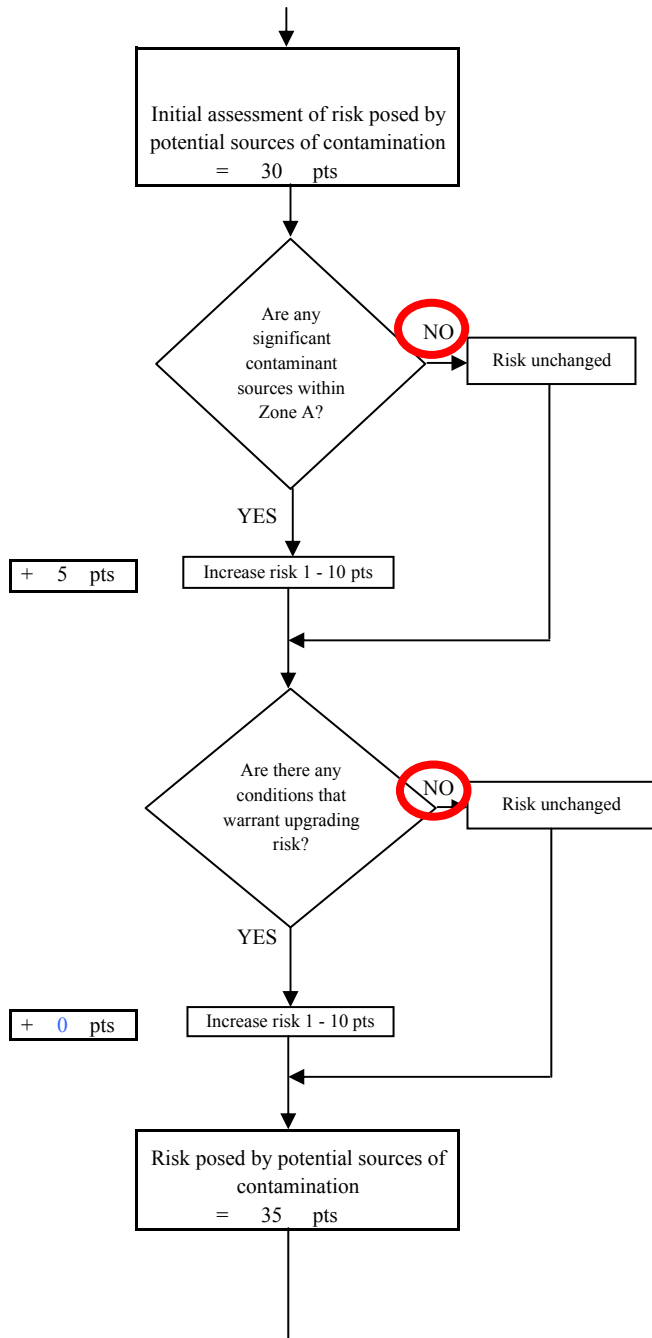 Initial assessment of risk posed by
potential sources of contamination
= 30 pts
Are any
significant
contaminant
sources within
Zone A?
NO
Risk unchanged
YES
+ 5 pts
Increase risk 1 - 10 pts
Are there any
conditions that
warrant upgrading
risk?
NO
Risk unchanged
YES
+ 0 pts
Increase risk 1 - 10 pts
Risk posed by potential sources of
contamination
= 35 pts